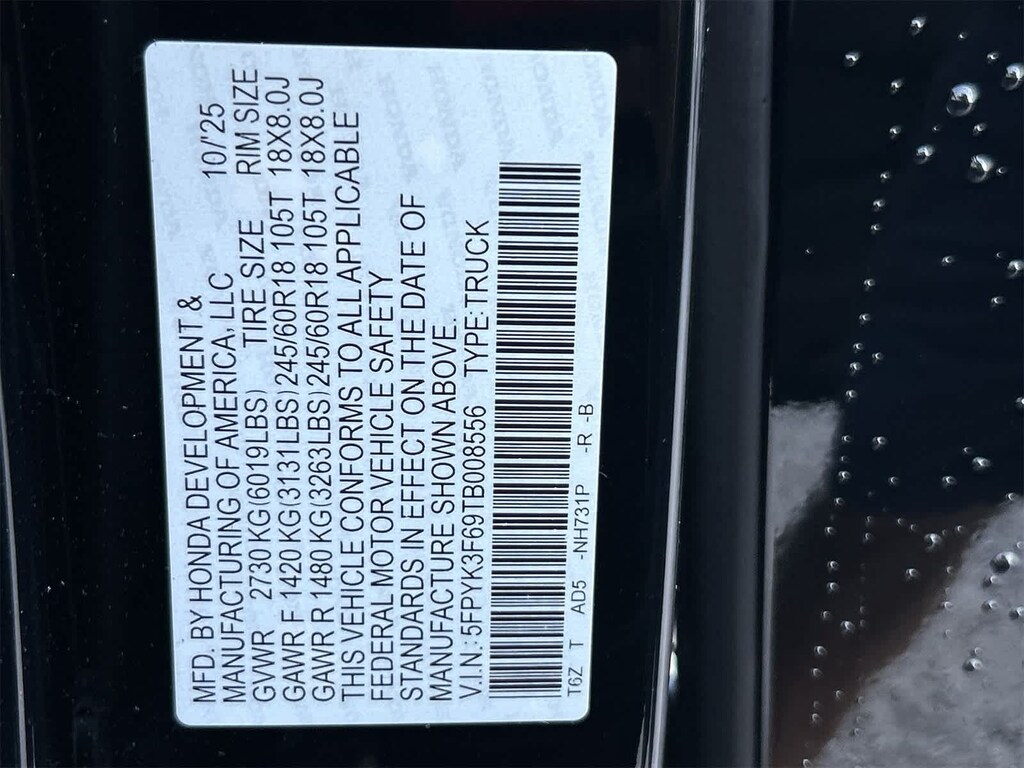 MFD. BY HONDA DEVELOPMENT &
MANUFACTURING OF AMERICA, LLC 10/'25
GVWR 2730 KG(6019LBS) TIRE SIZE RIM SIZE
GAWR F 1420 KG(3131LBS) 245/60R18 105T 18X8.0J
GAWR R 1480 KG(3263LBS) 245/60R18 105T 18X8.0J
THIS VEHICLE CONFORMS TO ALL APPLICABLE
FEDERAL MOTOR VEHICLE SAFETY
STANDARDS IN EFFECT ON THE DATE OF
MANUFACTURE SHOWN ABOVE.
V.I.N.: 5FPYK3F69TB008556 TYPE:TRUCK
T6Z T AD5 -NH731P -R -B